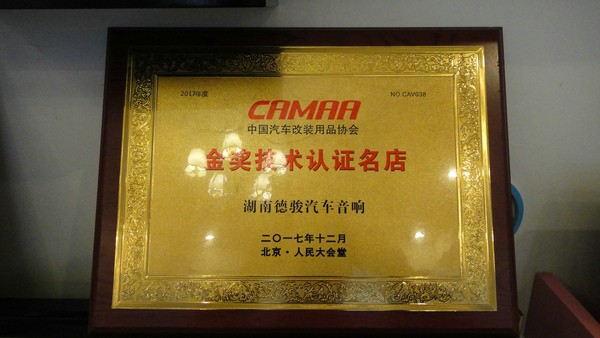 2017年度
NO.CAV038
CAMAA
中国汽车改装用品协会
金奖技术认证名店
湖南德骏汽车音响
二〇一七年十二月
北京·人民大会堂